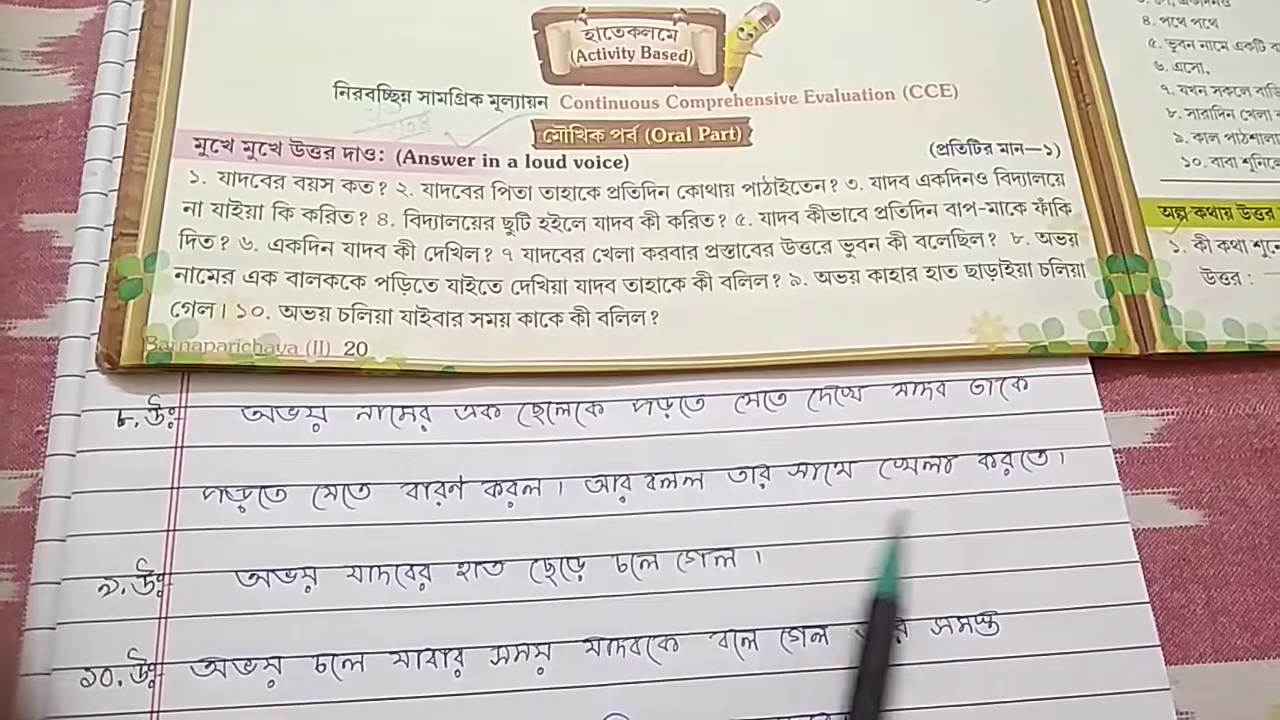 হাতেকলমে
(Activity Based)
নিরবচ্ছিন্ন সামগ্রিক মূল্যায়ন Continuous Comprehensive Evaluation (CCE)
মৌখিক পর্ব (Oral Part)
মুখে মুখে উত্তর দাও: (Answer in a loud voice) (প্রতিটির মান—১)
১. যাদবের বয়স কত? ২. যাদবের পিতা তাহাকে প্রতিদিন কোথায় পাঠাইতেন? ৩. যাদব একদিনও বিদ্যালয়ে
না যাইয়া কি করিত? ৪. বিদ্যালয়ের ছুটি হইলে যাদব কী করিত? ৫. যাদব কীভাবে প্রতিদিন বাপ-মাকে ফাঁকি
দিত? ৬. একদিন যাদব কী দেখিল? ৭ যাদবের খেলা করবার প্রস্তাবের উত্তরে ভুবন কী বলেছিল? ৮. অভয়
নামের এক বালককে পড়িতে যাইতে দেখিয়া যাদব তাহাকে কী বলিল? ৯. অভয় কাহার হাত ছাড়াইয়া চলিয়া
গেল। ১০. অভয় চলিয়া যাইবার সময় কাকে কী বলিল?
(II) 20
৪. পথে পথে
৫. ভুবন নামে একটি
৬. এসো,
৭. যখন সকলে
৮. সারাদিন খেলা
৯. কাল পাঠশালা
১০. বাবা
অল্প কথায় উত্তর
১. কী কথা
উত্তর :
৮.উঃ অভয় নামের এক ছেলেকে পড়তে যেতে দেখে যাদব তাকে
পড়তে যেতে বারণ করল। আর বলল তার সাথে খেলা করতে।
৯.উঃ অভয় যাদবের হাত ছেড়ে চলে গেল।
১০.উঃ অভয় চলে যাবার সময় যাদবকে বলে গেল সমস্ত